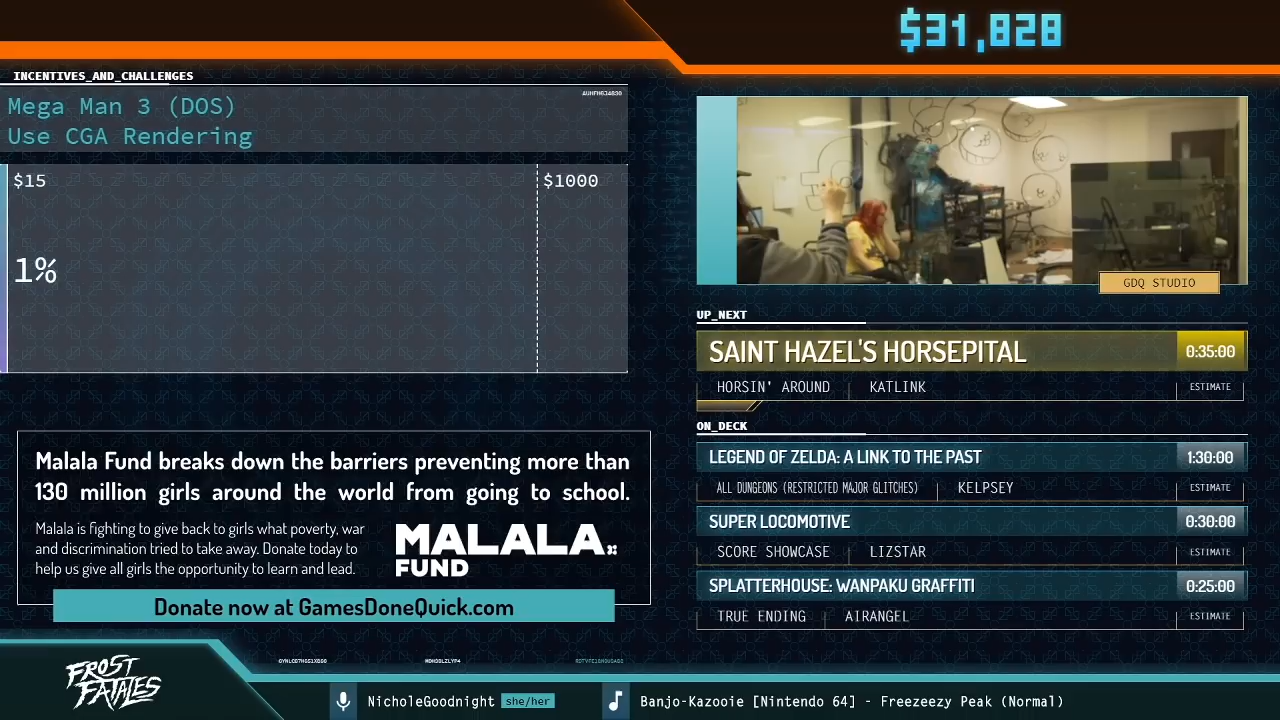 $31,828
INCENTIVES_AND_CHALLENGES
Mega Man 3 (DOS)
Use CGA Rendering
$15
$1000
1%
GDQ STUDIO
UP_NEXT
SAINT HAZEL'S HORSEPITAL
0:35:00
HORSIN' AROUND
KATLINK
ESTIMATE
ON_DECK
LEGEND OF ZELDA: A LINK TO THE PAST
1:30:00
ALL DUNGEONS (RESTRICTED MAJOR GLITCHES)
KELPSEY
ESTIMATE
SUPER LOCOMOTIVE
0:30:00
SCORE SHOWCASE
LIZSTAR
ESTIMATE
SPLATTERHOUSE: WANPAKU GRAFFITI
0:25:00
TRUE ENDING
AIRANGEL
ESTIMATE
Malala Fund breaks down the barriers preventing more than
130 million girls around the world from going to school.
Malala is fighting to give back to girls what poverty, war
and discrimination tried to take away. Donate today to
help us give all girls the opportunity to learn and lead.
MALALA
FUND
Donate now at GamesDoneQuick.com
FROST
FATALES
NicholeGoodnight she/her
Banjo-Kazooie [Nintendo 64] - Freezeezy Peak (Normal)